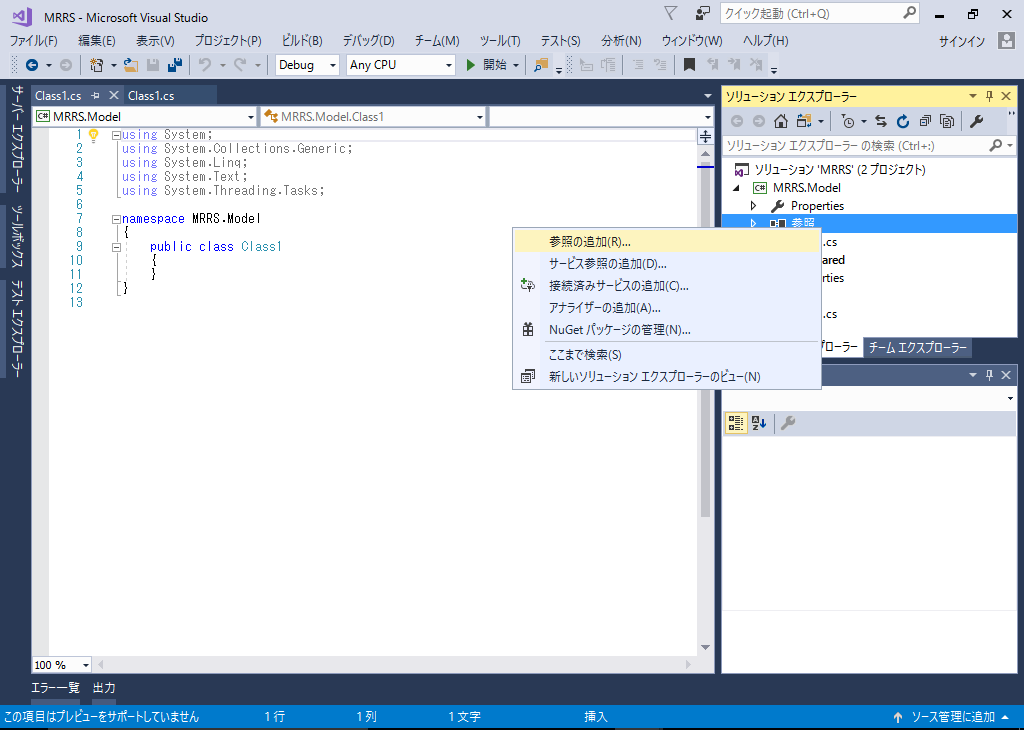 MRRS - Microsoft Visual Studio
クイック起動 (Ctrl+Q)
ファイル(F) 編集(E) 表示(V) プロジェクト(P) ビルド(B) デバッグ(D) チーム(M) ツール(T) テスト(S) 分析(N) ウィンドウ(W) ヘルプ(H) サインイン
Debug Any CPU 開始
サーバー エクスプローラー
ツールボックス
テスト エクスプローラー
Class1.cs Class1.cs
MRRS.Model MRRS.Model.Class1
1 using System;
2 using System.Collections.Generic;
3 using System.Linq;
4 using System.Text;
5 using System.Threading.Tasks;
6
7 namespace MRRS.Model
8 {
9 public class Class1
10 {
11 }
12 }
13
100 %
ソリューション エクスプローラー
ソリューション エクスプローラー の検索 (Ctrl+:)
ソリューション 'MRRS' (2 プロジェクト)
C# MRRS.Model
Properties
参照
.cs
ared
rties
.cs
プローラー チーム エクスプローラー
参照の追加(R)...
サービス参照の追加(D)...
接続済みサービスの追加(C)...
アナライザーの追加(A)...
NuGet パッケージの管理(N)...
ここまで検索(S)
新しいソリューション エクスプローラーのビュー(N)
エラー一覧 出力
この項目はプレビューをサポートしていません 1 行 1 列 1 文字 挿入 ソース管理に追加